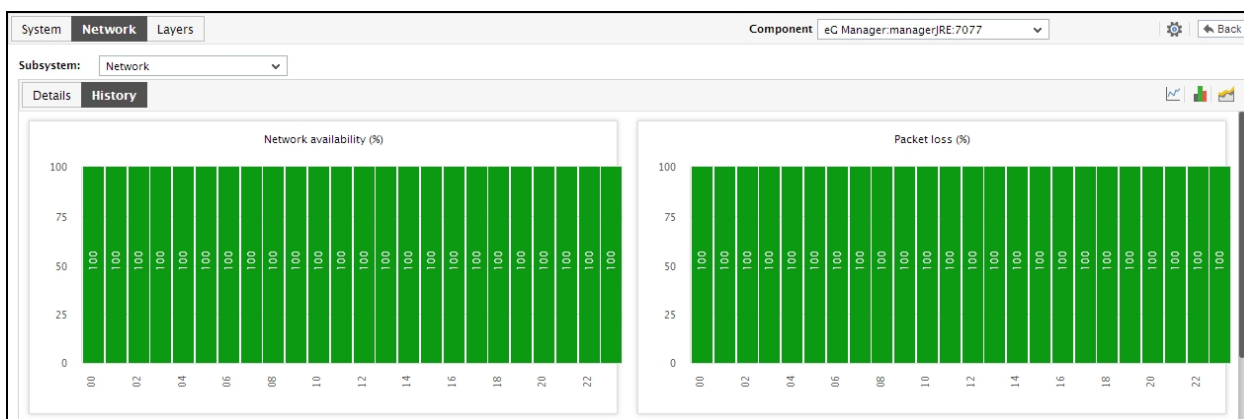 System Network Layers Component eG Manager:managerJRE:7077 Back
Subsystem: Network
Details History
Network availability (%)
100
75
50
25
0
100 100 100 100 100 100 100 100 100 100 100 100 100 100 100 100 100 100 100 100 100 100 100 100
00 02 04 06 08 10 12 14 16 18 20 22
Packet loss (%)
100
75
50
25
0
100 100 100 100 100 100 100 100 100 100 100 100 100 100 100 100 100 100 100 100 100 100 100 100
00 02 04 06 08 10 12 14 16 18 20 22